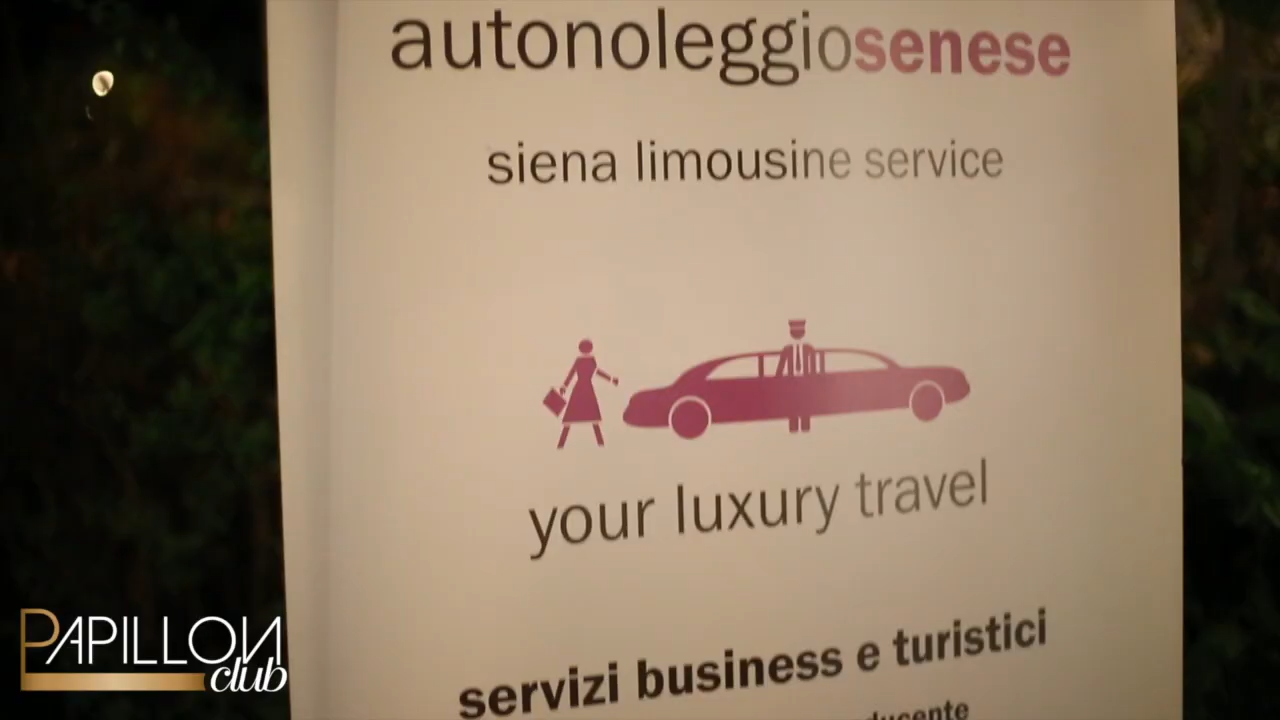 autonoleggiosenese
siena limousine service
your luxury travel
servizi business e turistici
PAPILLON
club